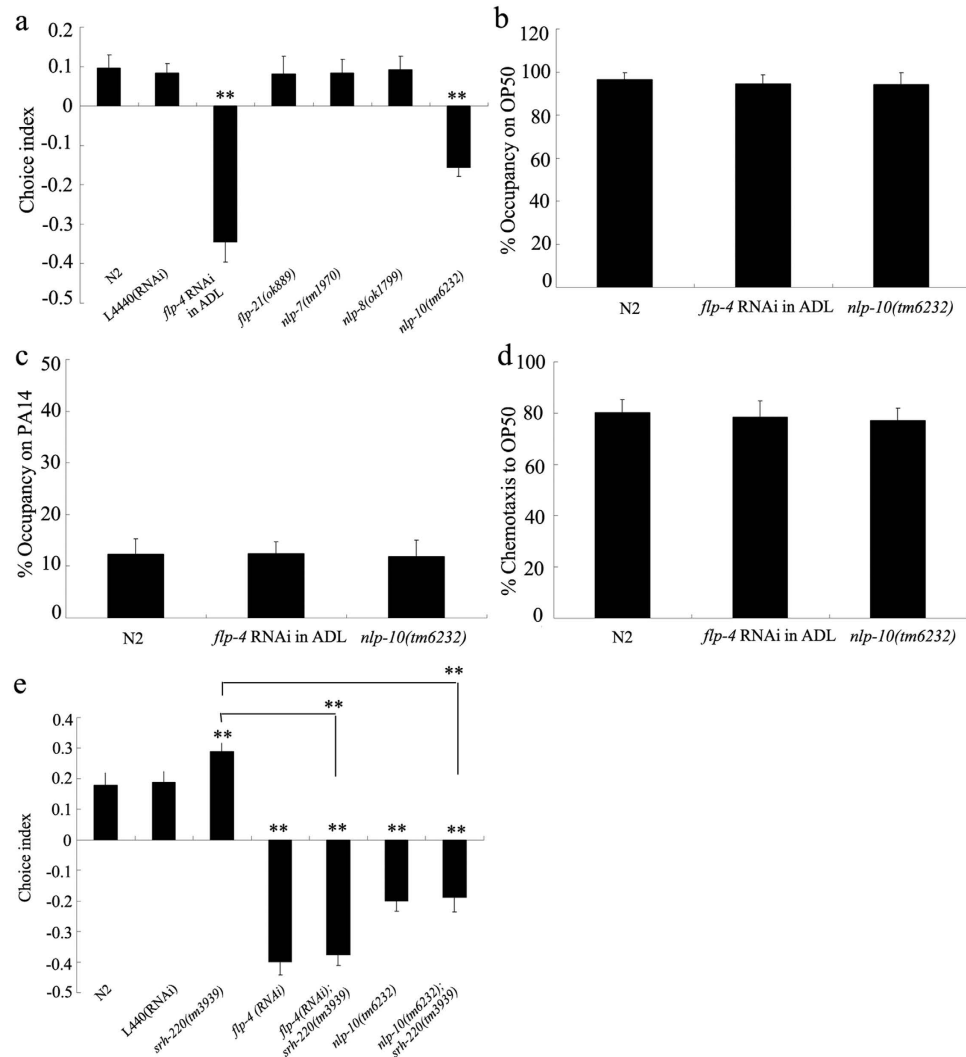 a
0.2
0.1
0
-0.1
-0.2
-0.3
-0.4
-0.5
Choice index
**
**
N2
L4440(RNAi)
flp-4 RNAi
in ADL
flp-21(ok889)
nlp-7(tm1970)
nlp-8(ok1799)
nlp-10(tm6232)
b
120
100
80
60
40
20
0
% Occupancy on OP50
N2
flp-4 RNAi in ADL
nlp-10(tm6232)
c
50
40
30
20
10
0
% Occupancy on PA14
N2
flp-4 RNAi in ADL
nlp-10(tm6232)
d
100
80
60
40
20
0
% Chemotaxis to OP50
N2
flp-4 RNAi in ADL
nlp-10(tm6232)
e
0.4
0.3
0.2
0.1
0
-0.1
-0.2
-0.3
-0.4
-0.5
Choice index
**
**
**
**
**
**
**
N2
L440(RNAi)
srh-220(tm3939)
flp-4 (RNAi)
flp-4(RNAi);
srh-220(tm3939)
nlp-10(tm6232)
nlp-10(tm6232);
srh-220(tm3939)